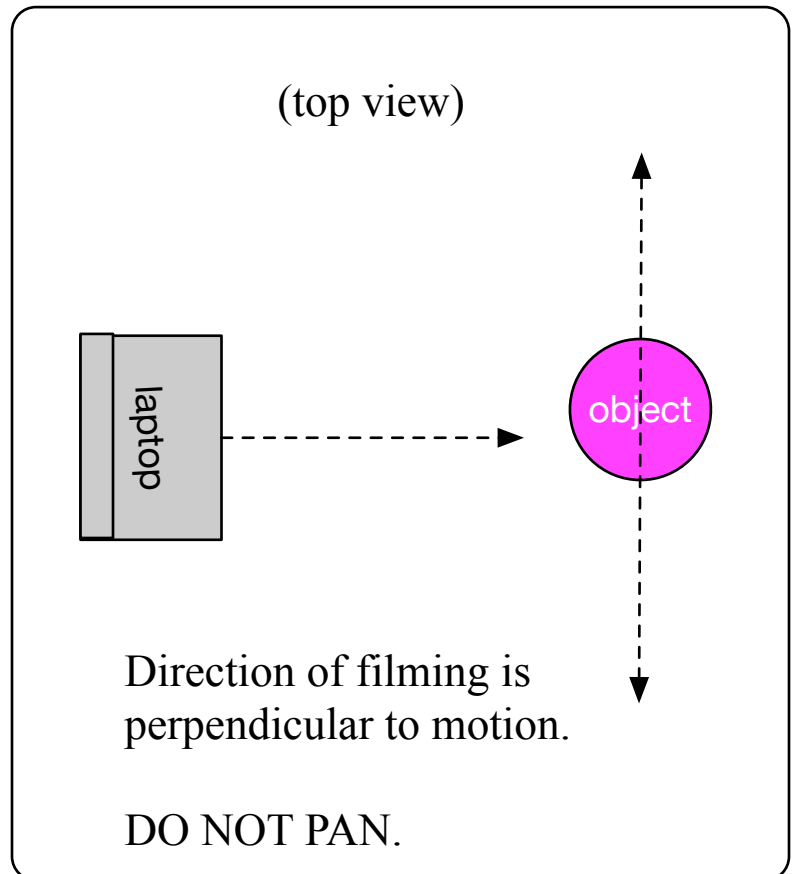 (top view)
laptop
object
Direction of filming is
perpendicular to motion.
DO NOT PAN.